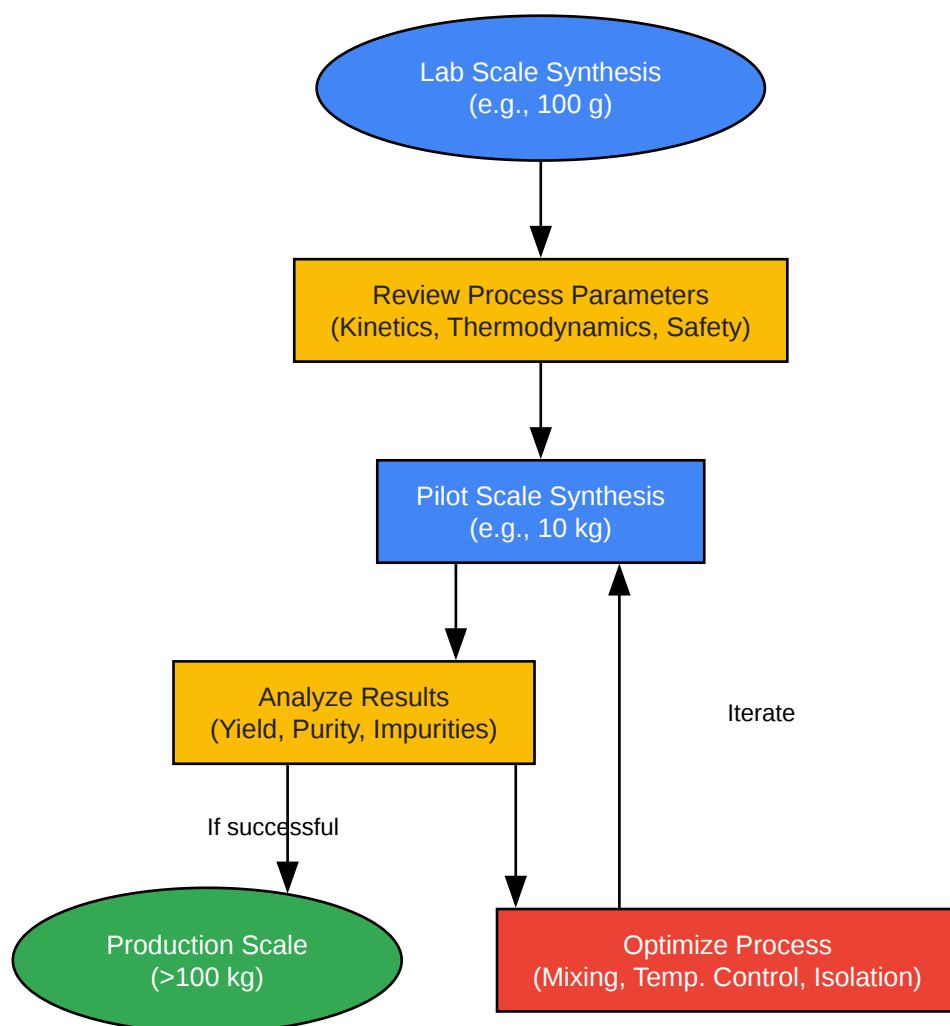 Lab Scale Synthesis
(e.g., 100 g)
Review Process Parameters
(Kinetics, Thermodynamics, Safety)
Pilot Scale Synthesis
(e.g., 10 kg)
Analyze Results
(Yield, Purity, Impurities)
Iterate
If successful
Production Scale
(>100 kg)
Optimize Process
(Mixing, Temp. Control, Isolation)